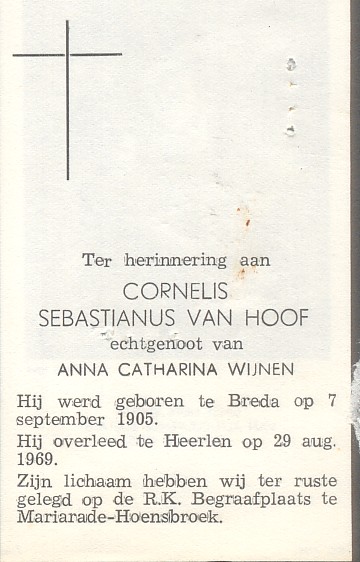 Ter herinnering aan
CORNELIS
SEBASTIANUS VAN HOOF
echtgenoot van
ANNA CATHARINA WIJNEN
Hij werd geboren te Breda op 7
september 1905.
Hij overleed te Heerlen op 29 aug.
1969.
Zijn lichaam hebben wij ter ruste
gelegd op de R.K. Begraafplaats te
Mariarade-Hoensbroek.